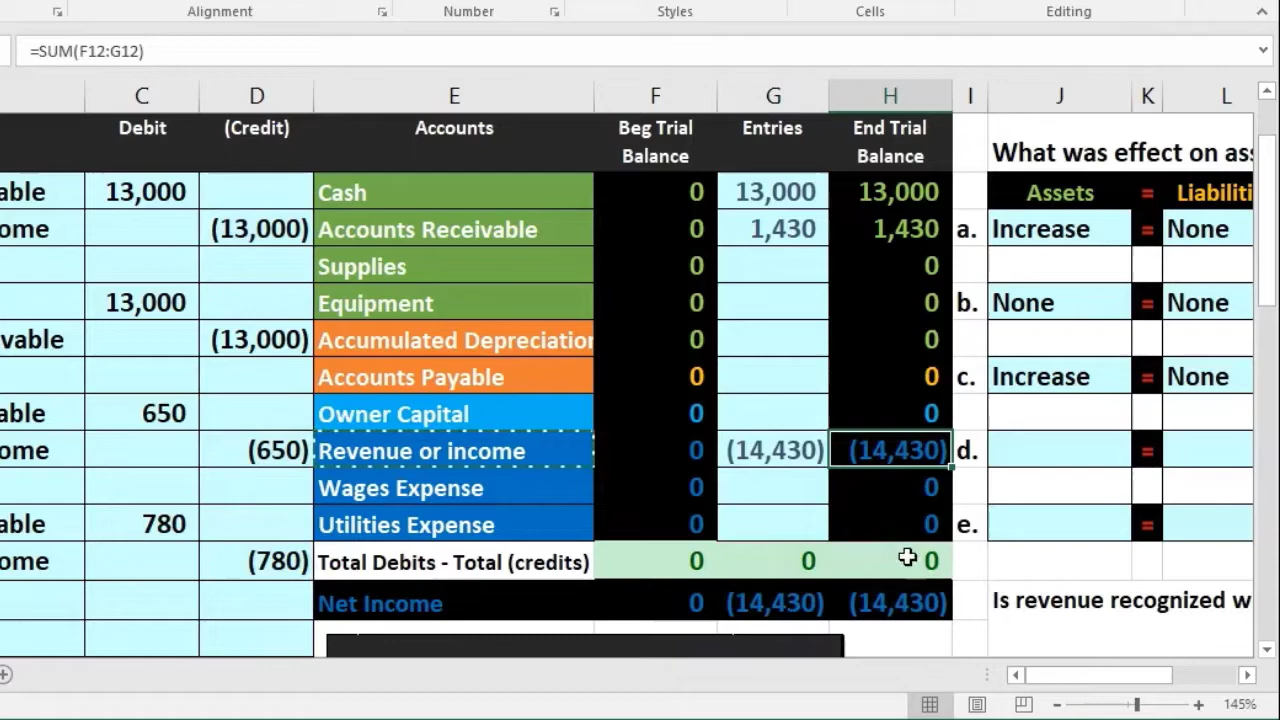 Alignment Number Styles Cells Editing
=SUM(F12:G12)
C D E F G H I J K L
Debit (Credit) Accounts Beg Trial Balance Entries End Trial Balance What was effect on ass
able 13,000 Cash 0 13,000 13,000 Assets = Liabiliti
ome (13,000) Accounts Receivable 0 1,430 1,430 a. Increase = None
Supplies 0 0
13,000 Equipment 0 0 b. None = None
ivable (13,000) Accumulated Depreciation 0 0
Accounts Payable 0 0 c. Increase = None
able 650 Owner Capital 0 0
ome (650) Revenue or income 0 (14,430) (14,430) d. =
Wages Expense 0 0
able 780 Utilities Expense 0 0 e. =
ome (780) Total Debits - Total (credits) 0 0 0
Net Income 0 (14,430) (14,430) Is revenue recognized w
145%